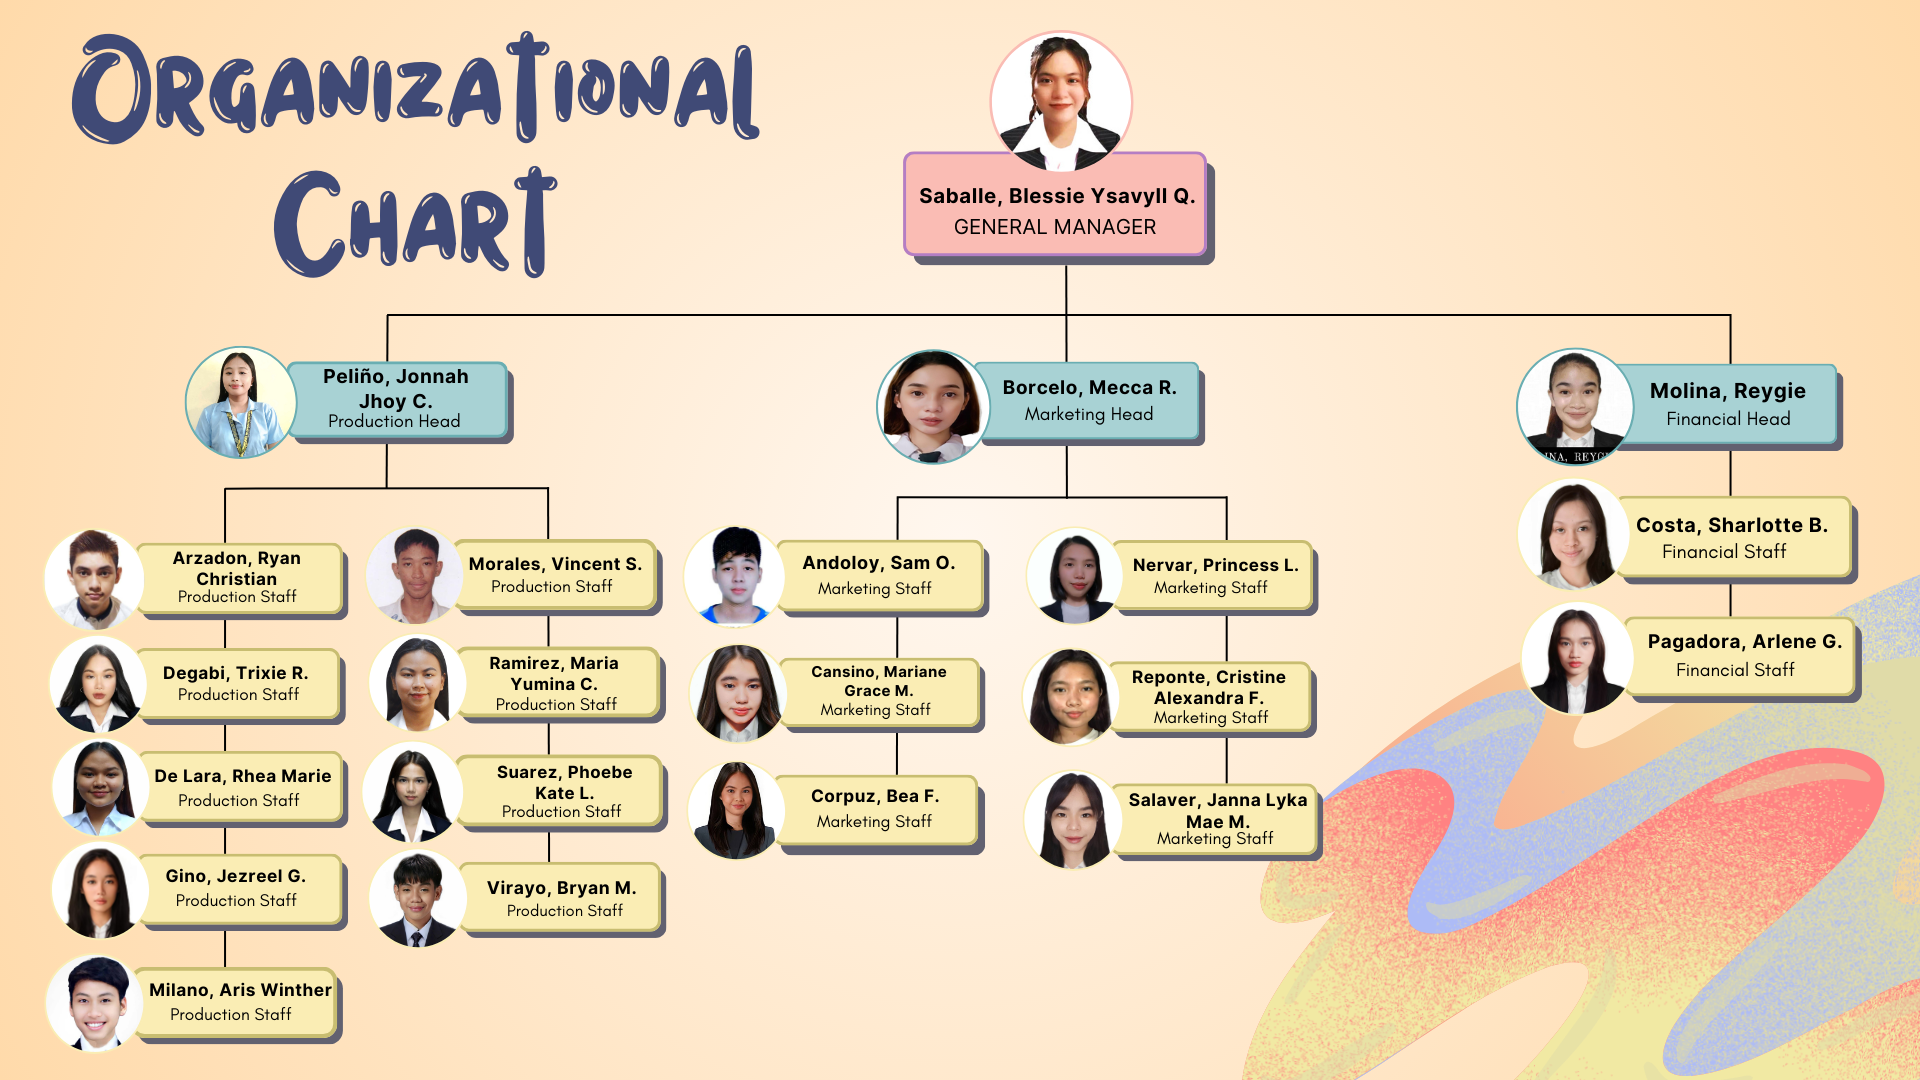 Organizational
Chart
Saballe, Blessie Ysavyll Q.
GENERAL MANAGER
Peliño, Jonnah
Jhoy C.
Production Head
Borcelo, Mecca R.
Marketing Head
Molina, Reygie
Financial Head
Arzadon, Ryan
Christian
Production Staff
Degabi, Trixie R.
Production Staff
De Lara, Rhea Marie
Production Staff
Gino, Jezreel G.
Production Staff
Milano, Aris Winther
Production Staff
Morales, Vincent S.
Production Staff
Ramirez, Maria
Yumina C.
Production Staff
Suarez, Phoebe
Kate L.
Production Staff
Virayo, Bryan M.
Production Staff
Andoloy, Sam O.
Marketing Staff
Cansino, Mariane
Grace M.
Marketing Staff
Corpuz, Bea F.
Marketing Staff
Nervar, Princess L.
Marketing Staff
Reponte, Cristine
Alexandra F.
Marketing Staff
Salaver, Janna Lyka
Mae M.
Marketing Staff
Costa, Sharlotte B.
Financial Staff
Pagadora, Arlene G.
Financial Staff